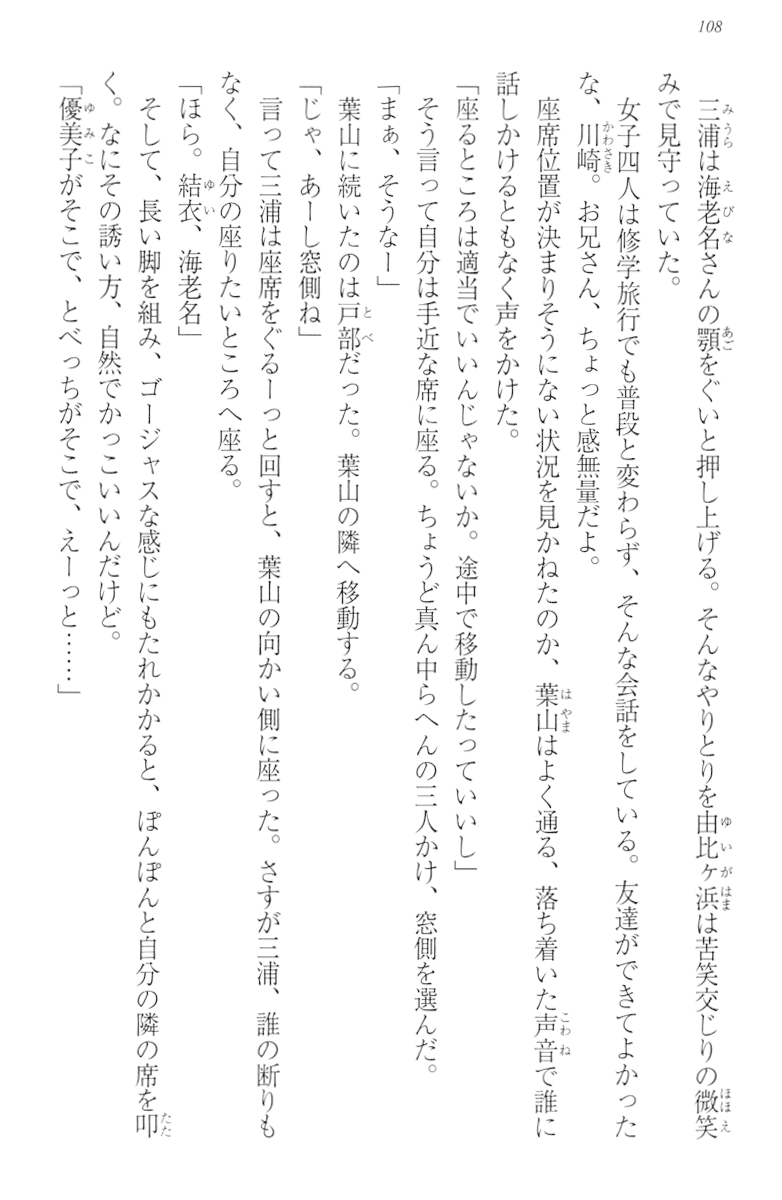 108
三浦は海老名さんの顎をぐいと押し上げる。そんなやりとりを由比ヶ浜は苦笑交じりの微笑
みで見守っていた。
女子四人は修学旅行でも普段と変わらず、そんな会話をしている。友達ができてよかった
な、川崎。お兄さん、ちょっと感無量だよ。
座席位置が決まりそうにない状況を見かねたのか、葉山はよく通る、落ち着いた声音で誰に
話しかけるともなく声をかけた。
「座るところは適当でいいんじゃないか。途中で移動したっていいし」
そう言って自分は手近な席に座る。ちょうど真ん中らへんの三人かけ、窓側を選んだ。
「まぁ、そうなー」
葉山に続いたのは戸部だった。葉山の隣へ移動する。
「じゃ、あーし窓側ね」
言って三浦は座席をぐるーっと回すと、葉山の向かい側に座った。さすが三浦、誰の断りも
なく、自分の座りたいところへ座る。
「ほら。結衣、海老名」
そして、長い脚を組み、ゴージャスな感じにもたれかかると、ぽんぽんと自分の隣の席を叩
く。なにその誘い方、自然でかっこいいんだけど。
「優美子がそこで、とべっちがそこで、えーっと……」